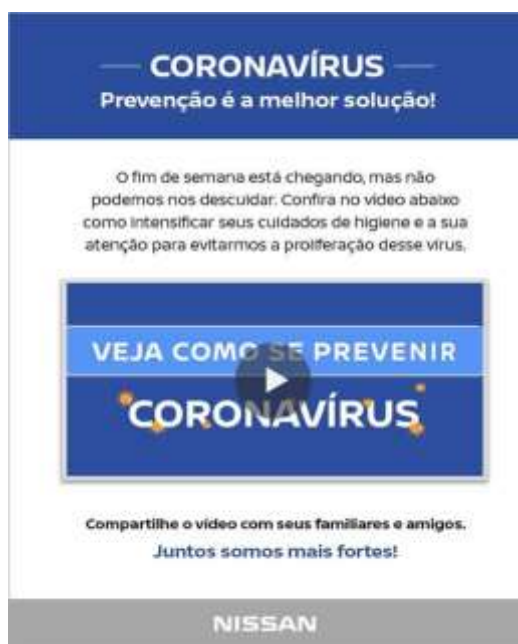 CORONAVÍRUS
Prevenção é a melhor solução!
O fim de semana está chegando, mas não
podemos nos descuidar. Confira no vídeo abaixo
como intensificar seus cuidados de higiene e a sua
atenção para evitarmos a proliferação desse vírus.
VEJA COMO SE PREVENIR
CORONAVÍRUS
Compartilhe o vídeo com seus familiares e amigos.
Juntos somos mais fortes!
NISSAN